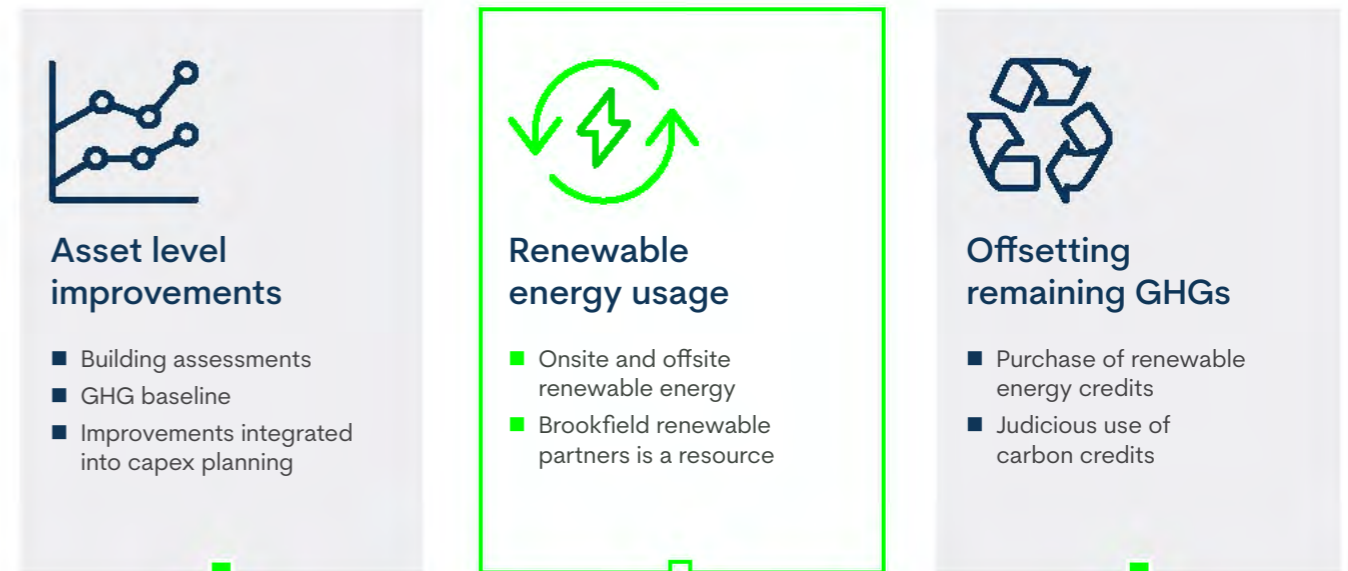 Asset level
improvements
■ Building assessments
■ GHG baseline
■ Improvements integrated
into capex planning
Renewable
energy usage
■ Onsite and offsite
renewable energy
■ Brookfield renewable
partners is a resource
Offsetting
remaining GHGs
■ Purchase of renewable
energy credits
■ Judicious use of
carbon credits